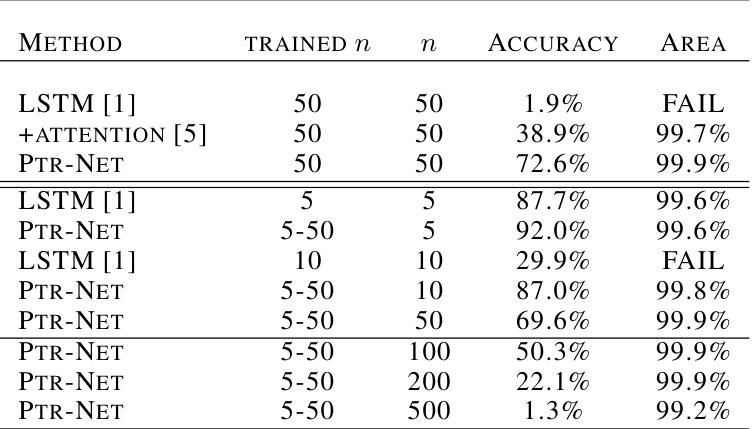 METHOD TRAINED n n ACCURACY AREA
LSTM [1] 50 50 1.9% FAIL
+ATTENTION [5] 50 50 38.9% 99.7%
PTR-NET 50 50 72.6% 99.9%
LSTM [1] 5 5 87.7% 99.6%
PTR-NET 5-50 5 92.0% 99.6%
LSTM [1] 10 10 29.9% FAIL
PTR-NET 5-50 10 87.0% 99.8%
PTR-NET 5-50 50 69.6% 99.9%
PTR-NET 5-50 100 50.3% 99.9%
PTR-NET 5-50 200 22.1% 99.9%
PTR-NET 5-50 500 1.3% 99.2%